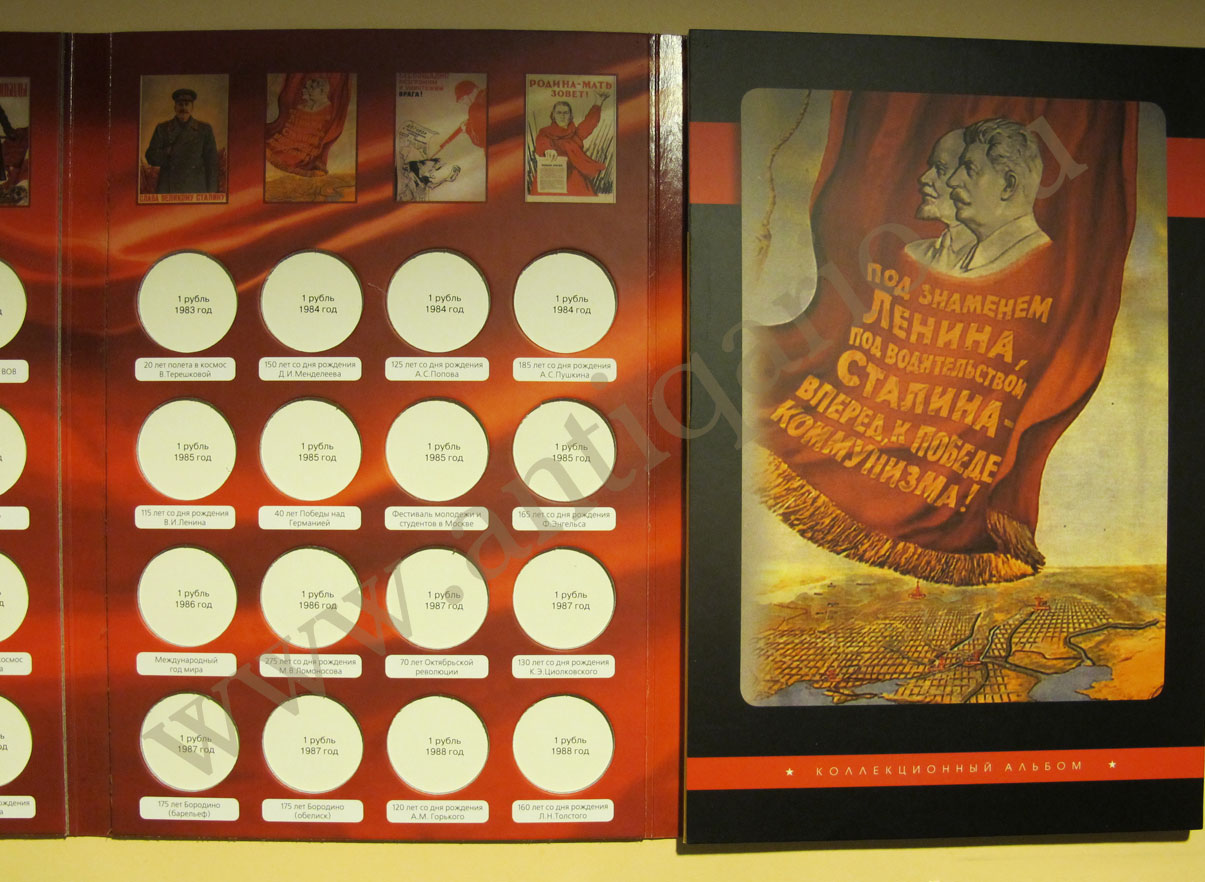 РОДИНА-МАТЬ
ЗОВЕТ!
ВРАГА!
СЛАВА ВЕЛИКОМУ СТАЛИНУ
1 рубль
1983 год
1 рубль
1984 год
1 рубль
1984 год
1 рубль
1984 год
ВОВ
20 лет полета в космос
В.Терешковой
150 лет со дня рождения
Д.И.Менделеева
125 лет со дня рождения
А.С.Попова
185 лет со дня рождения
А.С.Пушкина
1 рубль
1985 год
1 рубль
1985 год
1 рубль
1985 год
1 рубль
1985 год
115 лет со дня рождения
В.И.Ленина
40 лет Победы над
Германией
Фестиваль молодежи и
студентов в Москве
165 лет со дня рождения
Ф.Энгельса
1 рубль
1986 год
1 рубль
1986 год
1 рубль
1987 год
1 рубль
1987 год
Международный
год мира
275 лет со дня рождения
М.В.Ломоносова
70 лет Октябрьской
революции
130 лет со дня рождения
К.Э.Циолковского
1 рубль
1987 год
1 рубль
1987 год
1 рубль
1988 год
1 рубль
1988 год
175 лет Бородино
(барельеф)
175 лет Бородино
(обелиск)
120 лет со дня рождения
А.М. Горького
160 лет со дня рождения
Л.Н.Толстого
ПОД ЗНАМЕНЕМ
ЛЕНИНА,
ПОД ВОДИТЕЛЬСТВОМ
СТАЛИНА-
ВПЕРЕД, К ПОБЕДЕ
КОММУНИЗМА!
★ КОЛЛЕКЦИОННЫЙ АЛЬБОМ ★